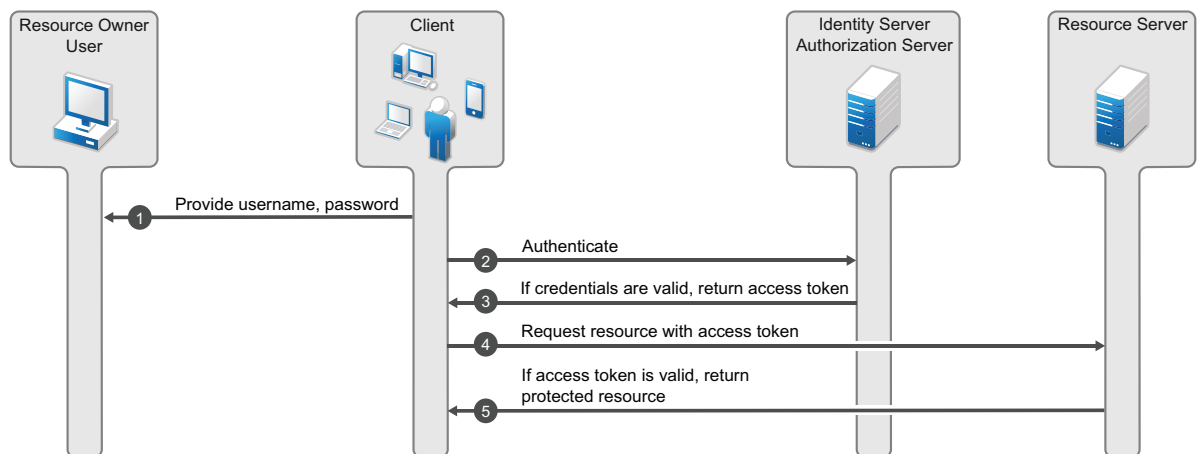 Resource Owner
User
Client
Identity Server
Authorization Server
Resource Server
Provide username, password
1
Authenticate
2
If credentials are valid, return access token
3
Request resource with access token
4
If access token is valid, return
protected resource
5